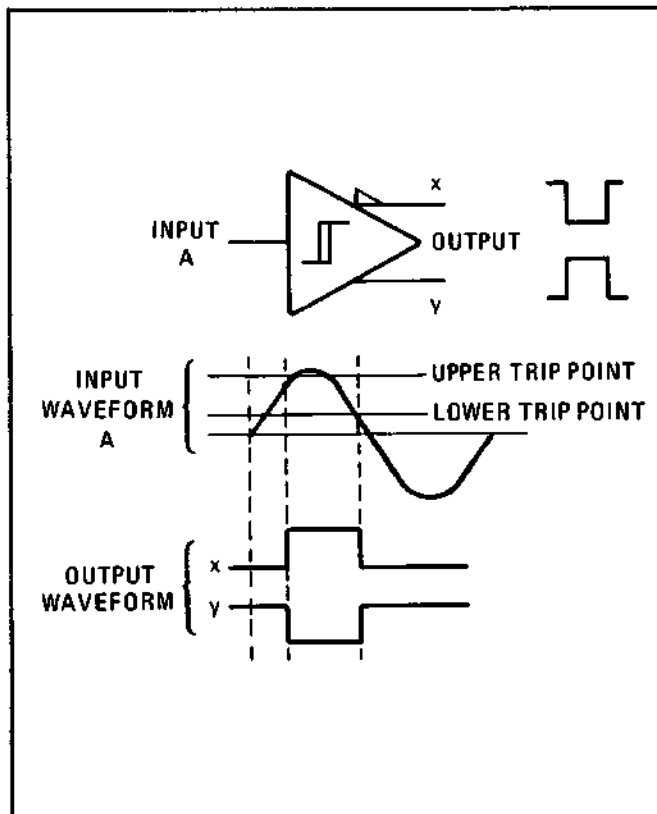 X
INPUT
A
OUTPUT
y
INPUT
WAVEFORM
A
UPPER TRIP POINT
LOWER TRIP POINT
OUTPUT
WAVEFORM
x
y